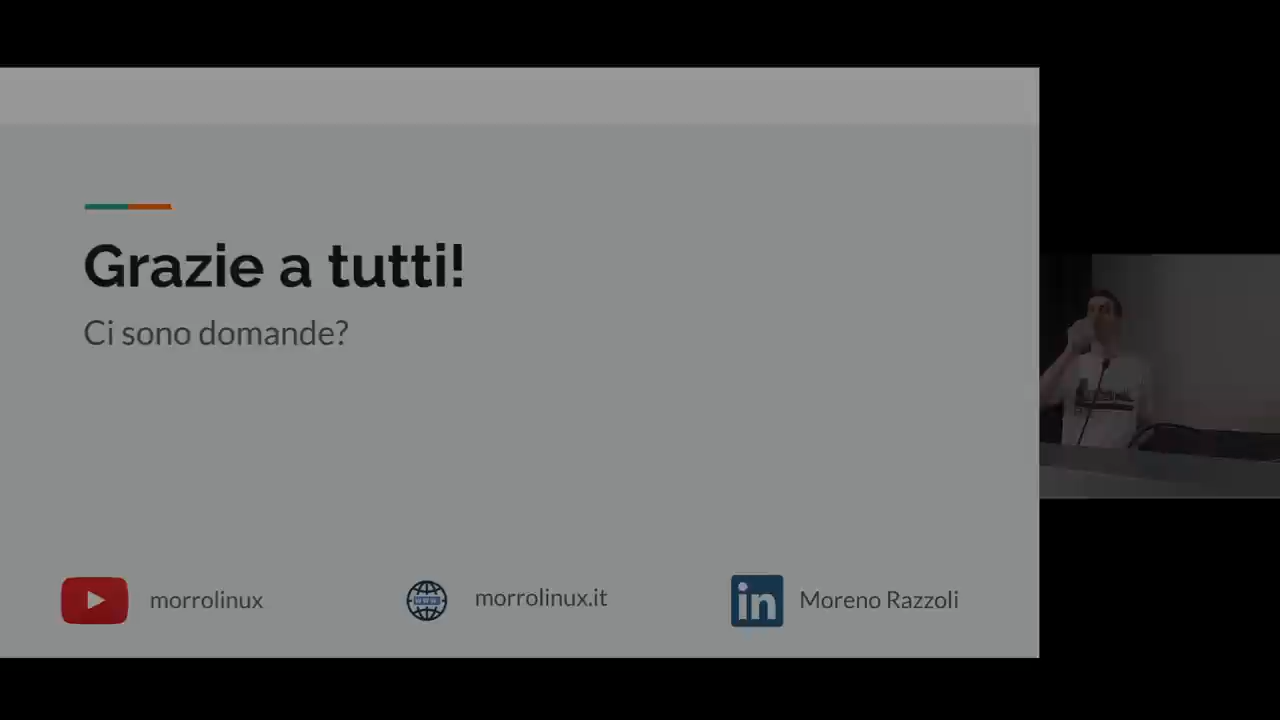 Grazie a tutti!
Ci sono domande?
morrolinux
morrolinux.it
Moreno Razzoli